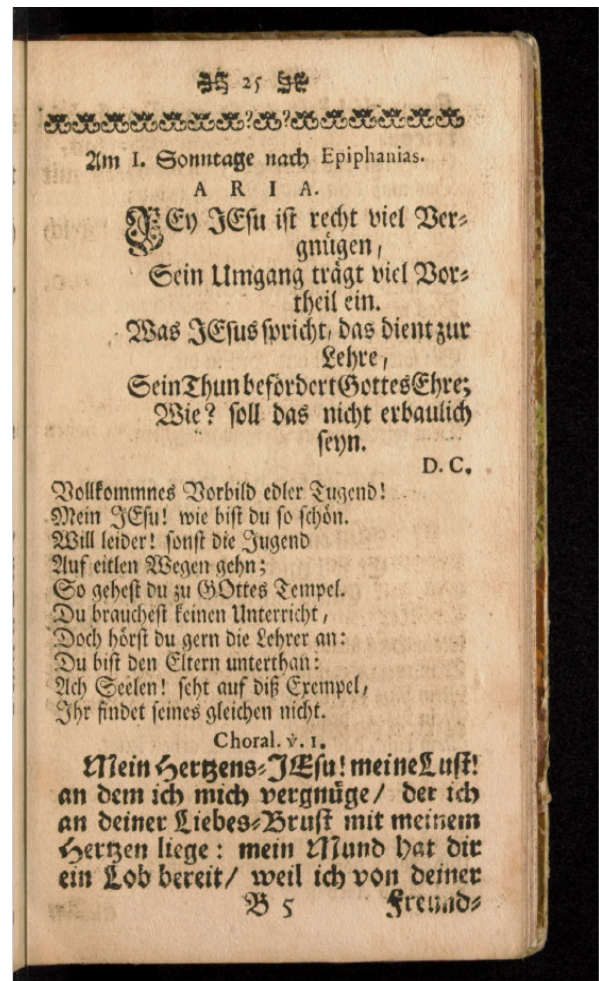 25
Am I. Sonntage nach Epiphanias.
A R I A.
BEy JEsu ist recht viel Ver-
gnügen,
Sein Umgang trägt viel Vor-
theil ein.
Was JEsus spricht, das dient zur
Lehre,
Sein Thun befördert Gottes Ehre;
Wie? soll das nicht erbaulich
seyn.
D. C.
Vollkommnes Vorbild edler Tugend!
Mein JEsu! wie bist du so schön.
Will leider! sonst die Jugend
Auf eitlen Wegen gehn;
So gehest du zu GOttes Tempel.
Du brauchest keinen Unterricht,
Doch hörst du gern die Lehrer an:
Du bist den Eltern unterthan:
Ach Seelen! seht auf diß Exempel,
Ihr findet seines gleichen nicht.
Choral. v. 1.
Mein Hertzens-JEsu! meine Lust!
an dem ich mich vergnüge/ der ich
an deiner Liebes-Brust mit meinem
Hertzen liege: mein Mund hat dir
ein Lob bereit/ weil ich von deiner
B 5 Freund-